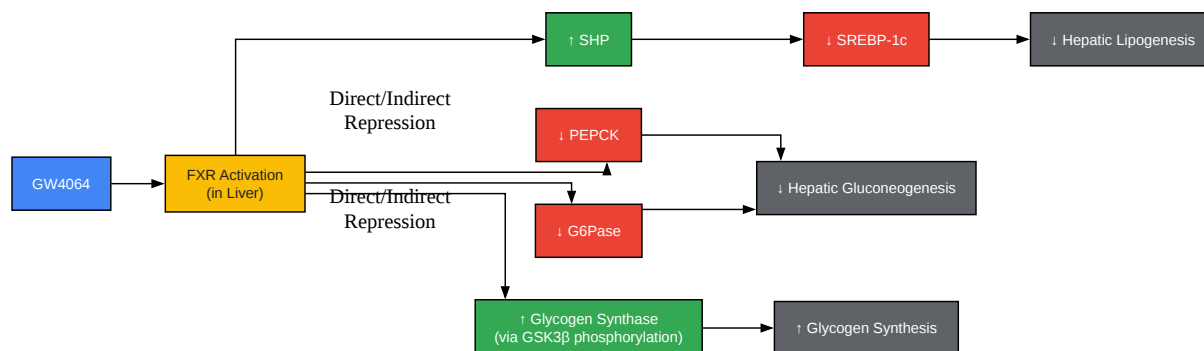 ↑ SHP
↓ SREBP-1c
↓ Hepatic Lipogenesis
Direct/Indirect
Repression
↓ PEPCK
GW4064
FXR Activation
(in Liver)
↓ Hepatic Gluconeogenesis
Direct/Indirect
Repression
↓ G6Pase
↑ Glycogen Synthase
(via GSK3β phosphorylation)
↑ Glycogen Synthesis